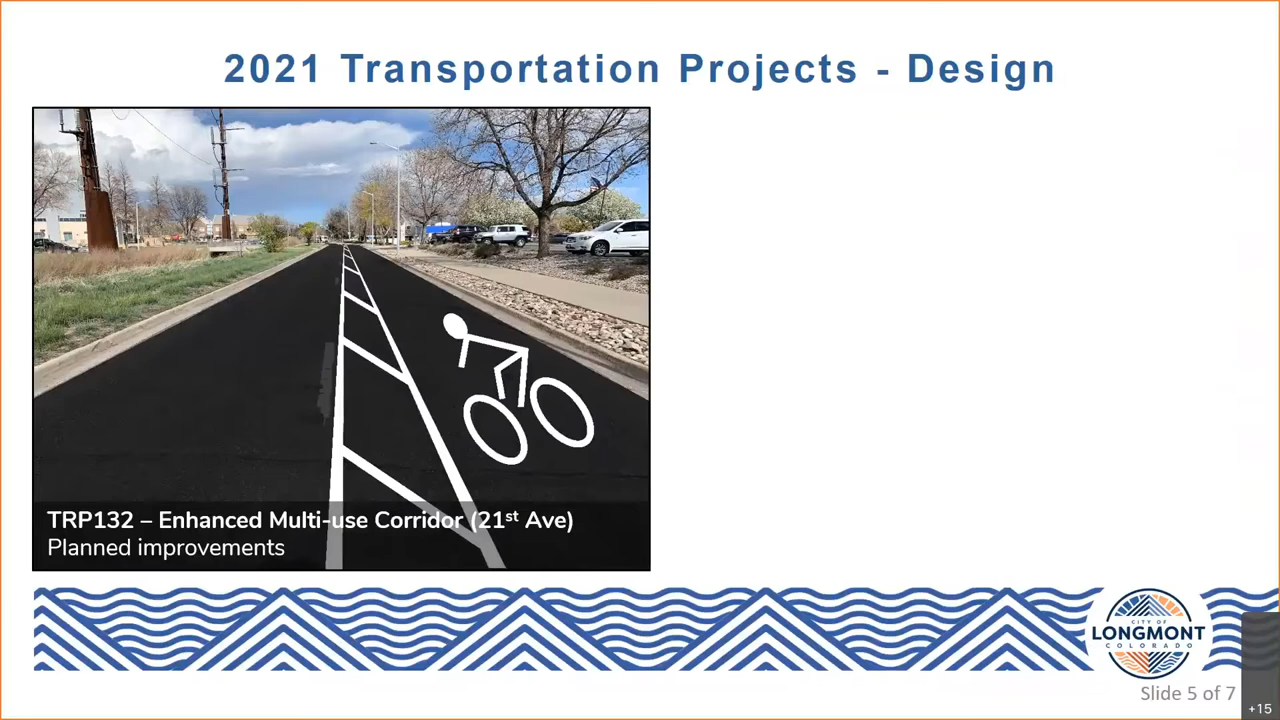 2021 Transportation Projects - Design
TRP132 – Enhanced Multi-use Corridor (21st Ave)
Planned improvements
CITY OF
LONGMONT
COLORADO
Slide 5 of 7
+15